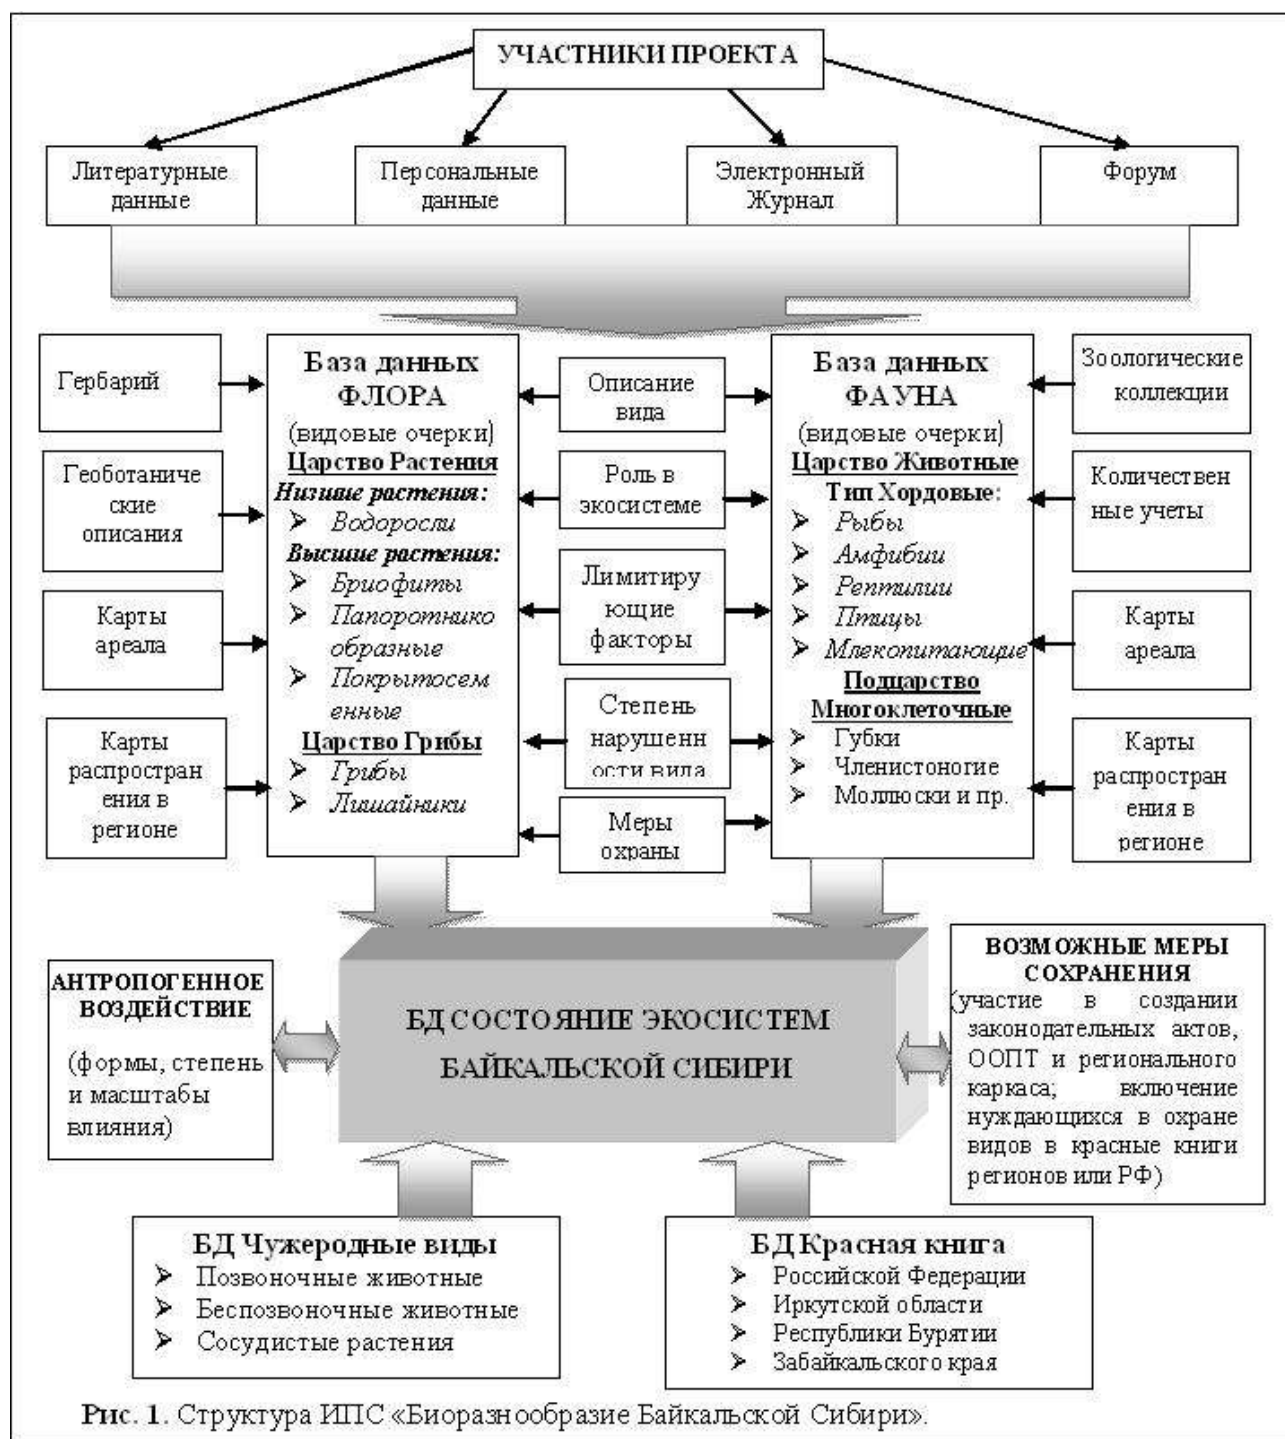 УЧАСТНИКИ ПРОЕКТА
Литературные
данные
Персональные
данные
Электронный
Журнал
Форум
Гербарий
Геоботаниче
ские
описания
Карты
ареала
Карты
распростран
ения в
регионе
База данных
ФЛОРА
(видовые очерки)
Царство Растения
Низшие растения:
➢ Водоросли
Высшие растения:
➢ Бриофиты
➢ Папоротнико
образные
➢ Покрытосем
енные
Царство Грибы
➢ Грибы
➢ Лишайники
Описание
вида
Роль в
экосистеме
Лимитиру
ющие
факторы
Степень
нарушенн
ости вида
Меры
охраны
База данных
ФАУНА
(видовые очерки)
Царство Животные
Тип Хордовые:
➢ Рыбы
➢ Амфибии
➢ Рептилии
➢ Птицы
➢ Млекопитающие
Подцарство
Многоклеточные
➢ Губки
➢ Членистоногие
➢ Моллюски и пр.
Зоологические
коллекции
Количествен
ные учеты
Карты
ареала
Карты
распростран
ения в
регионе
АНТРОПОГЕННОЕ
ВОЗДЕЙСТВИЕ
(формы, степень
и масштабы
влияния)
БД СОСТОЯНИЕ ЭКОСИСТЕМ
БАЙКАЛЬСКОЙ СИБИРИ
ВОЗМОЖНЫЕ МЕРЫ
СОХРАНЕНИЯ
(участие в создании
законодательных актов,
ООПТ и регионального
каркаса; включение
нуждающихся в охране
видов в красные книги
регионов или РФ)
БД Чужеродные виды
➢ Позвоночные животные
➢ Беспозвоночные животные
➢ Сосудистые растения
БД Красная книга
➢ Российской Федерации
➢ Иркутской области
➢ Республики Бурятии
➢ Забайкальского края
Рис. 1. Структура ИПС «Биоразнообразие Байкальской Сибири».